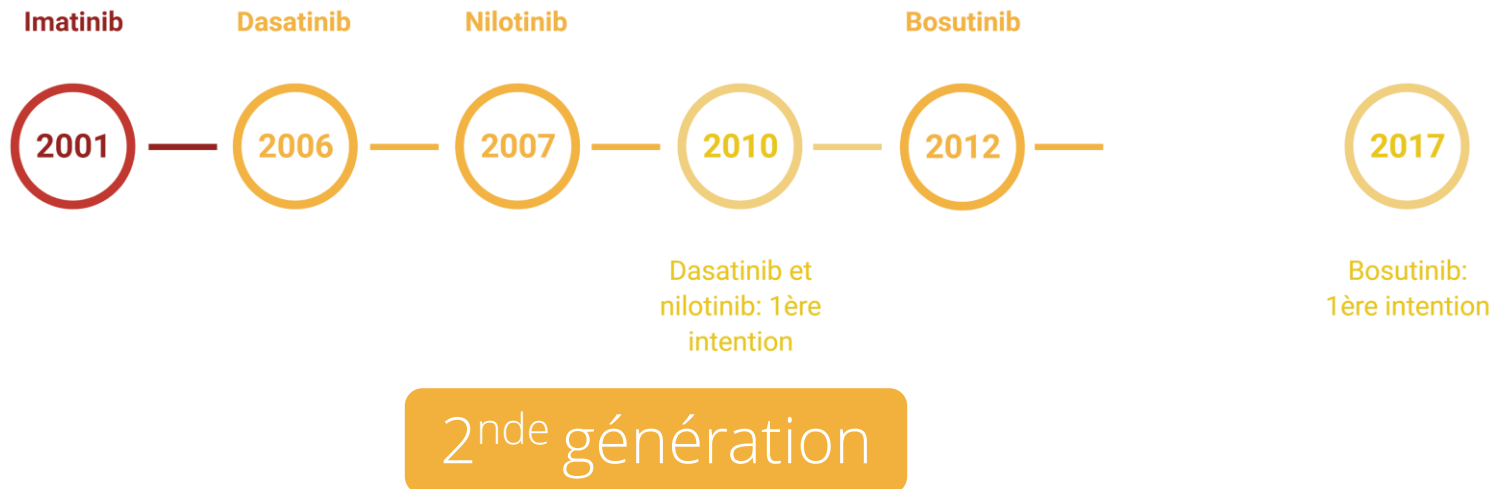 Imatinib
Dasatinib
Nilotinib
Bosutinib
2001
2006
2007
2010
2012
2017
Dasatinib et
nilotinib: 1ère
intention
Bosutinib:
1ère intention
2nde génération